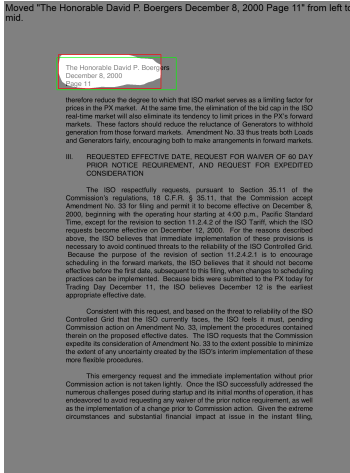 Moved "The Honorable David P. Boergers December 8, 2000 Page 11" from left to
mid.
The Honorable David P. Boergers
December 8, 2000
Page 11
therefore reduce the degree to which that ISO market serves as a limiting factor for
prices in the PX market. At the same time, the elimination of the bid cap in the ISO
real-time market will also eliminate its tendency to limit prices in the PX's forward
markets. These factors should reduce the reluctance of Generators to withhold
generation from those forward markets. Amendment No. 33 thus treats both Loads
and Generators fairly, encouraging both to make arrangements in forward markets.
III. REQUESTED EFFECTIVE DATE, REQUEST FOR WAIVER OF 60 DAY
PRIOR NOTICE REQUIREMENT, AND REQUEST FOR EXPEDITED
CONSIDERATION
The ISO respectfully requests, pursuant to Section 35.11 of the
Commission's regulations, 18 C.F.R. § 35.11, that the Commission accept
Amendment No. 33 for filing and permit it to become effective on December 8,
2000, beginning with the operating hour starting at 4:00 p.m., Pacific Standard
Time, except for the revision to section 11.2.4.2 of the ISO Tariff, which the ISO
requests become effective on December 12, 2000. For the reasons described
above, the ISO believes that immediate implementation of these provisions is
necessary to avoid continued threats to the reliability of the ISO Controlled Grid.
Because the purpose of the revision of section 11.2.4.2.1 is to encourage
scheduling in the forward markets, the ISO believes that it should not become
effective before the first date, subsequent to this filing, when changes to scheduling
practices can be implemented. Because bids were submitted to the PX today for
Trading Day December 11, the ISO believes December 12 is the earliest
appropriate effective date.
Consistent with this request, and based on the threat to reliability of the ISO
Controlled Grid that the ISO currently faces, the ISO feels it must, pending
Commission action on Amendment No. 33, implement the procedures contained
therein on the proposed effective dates. The ISO requests that the Commission
expedite its consideration of Amendment No. 33 to the extent possible to minimize
the extent of any uncertainty created by the ISO's interim implementation of these
more flexible procedures.
This emergency request and the immediate implementation without prior
Commission action is not taken lightly. Once the ISO successfully addressed the
numerous challenges posed during startup and its initial months of operation, it has
endeavored to avoid requesting any waiver of the prior notice requirement, as well
as the implementation of a change prior to Commission action. Given the extreme
circumstances and substantial financial impact at issue in the instant filing,